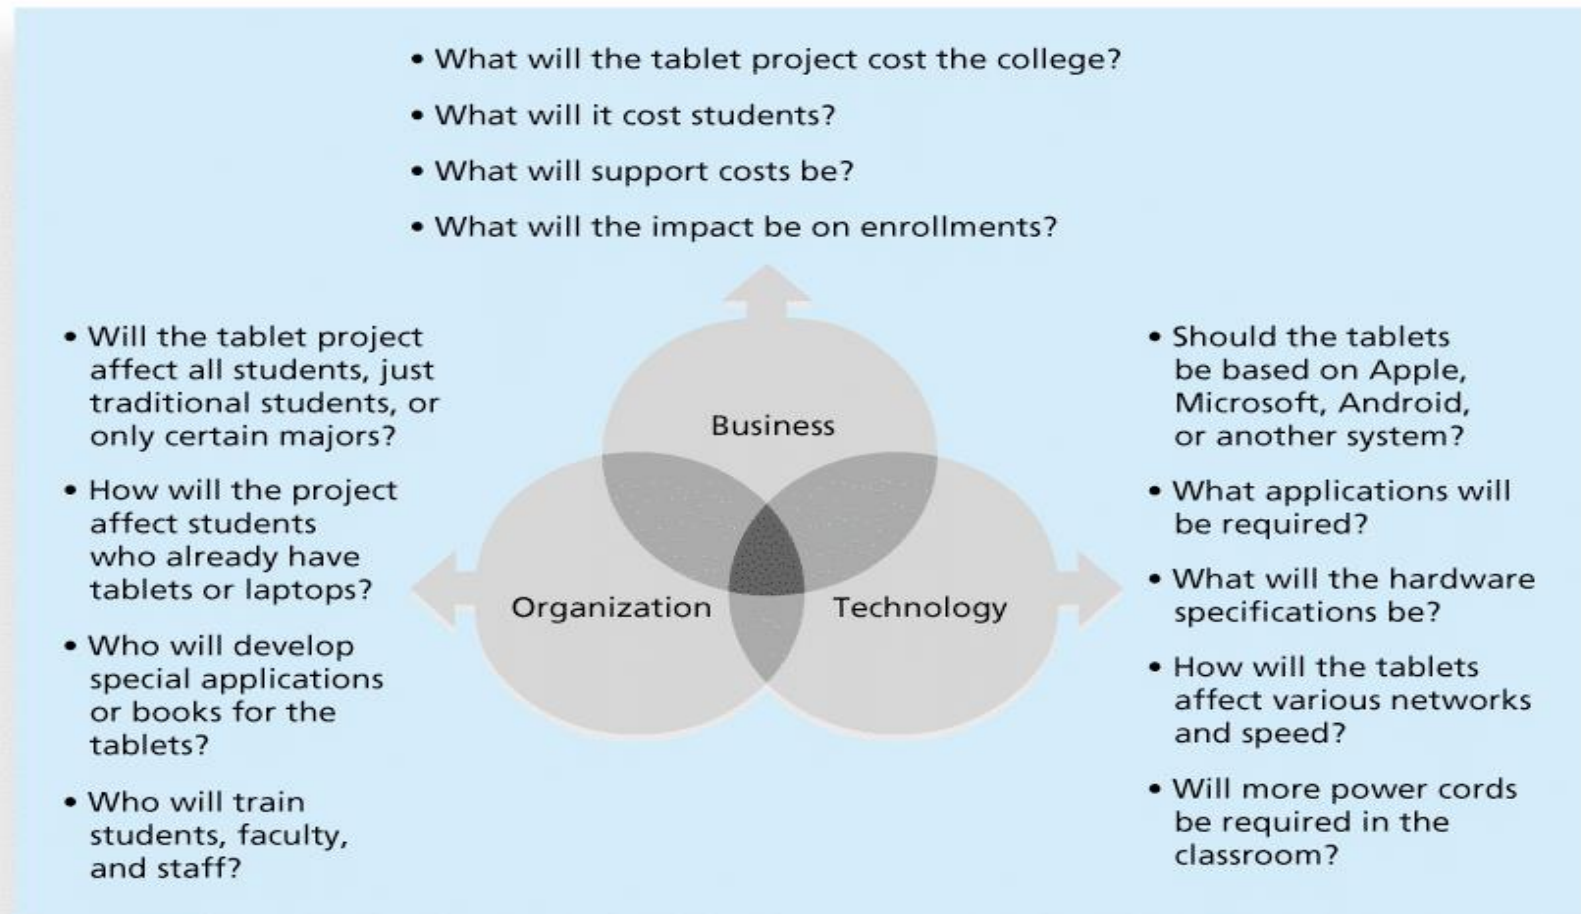 • What will the tablet project cost the college?
• What will it cost students?
• What will support costs be?
• What will the impact be on enrollments?
• Will the tablet project
affect all students, just
traditional students, or
only certain majors?
• How will the project
affect students
who already have
tablets or laptops?
• Who will develop
special applications
or books for the
tablets?
• Who will train
students, faculty,
and staff?
Business
Organization
Technology
• Should the tablets
be based on Apple,
Microsoft, Android,
or another system?
• What applications will
be required?
• What will the hardware
specifications be?
• How will the tablets
affect various networks
and speed?
• Will more power cords
be required in the
classroom?